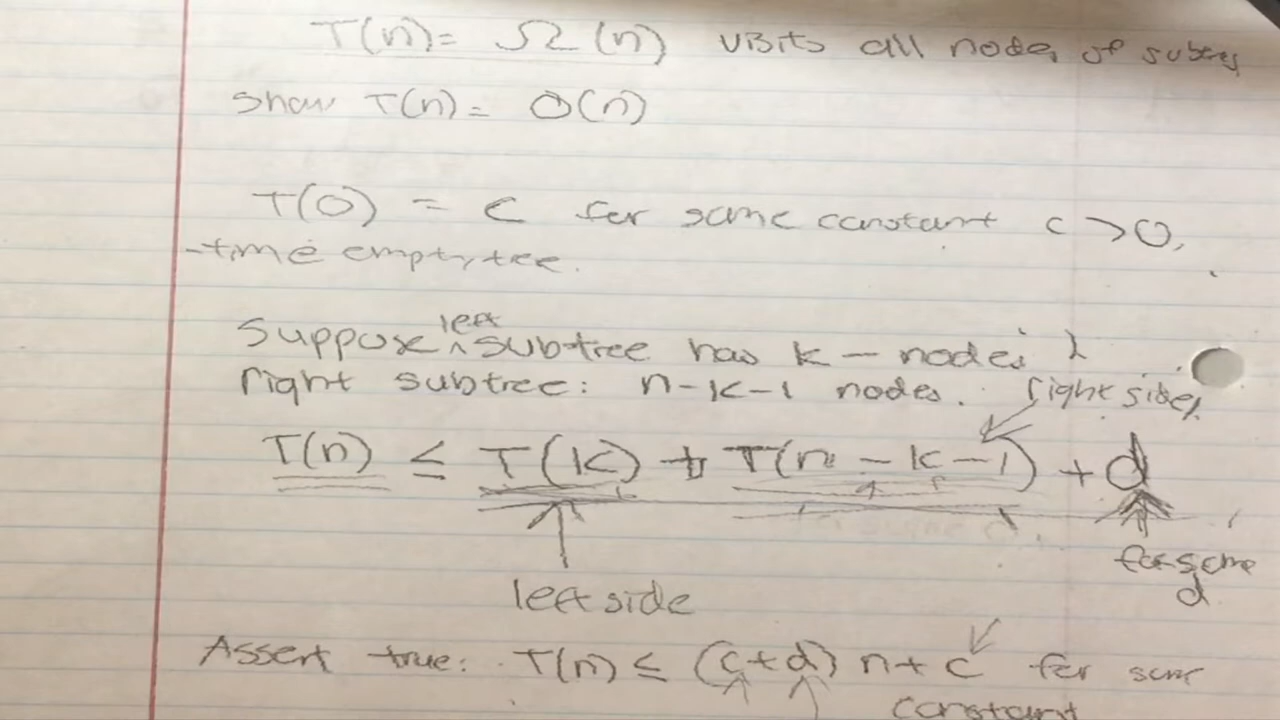 T(n) = Ω(n) visits all nodes of subtree
show T(n) = O(n)
T(0) = c for some constant c > 0,
-time empty tree.
Suppose left subtree has k - nodes &
right subtree: n-k-1 nodes.
right side
T(n) ≤ T(k) + T(n - k - 1) + d
for some
d
left side
Assert true: T(n) ≤ (c+d) n + c for some
constant